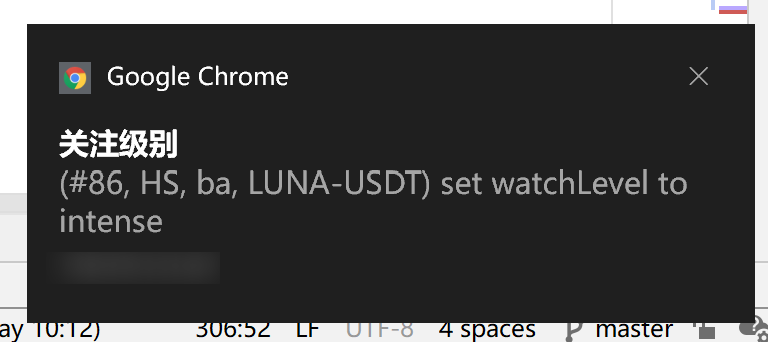 Google Chrome
关注级别
(#86, HS, ba, LUNA-USDT) set watchLevel to
intense
ay 10:12) 306:52 LF UTF-8 4 spaces master